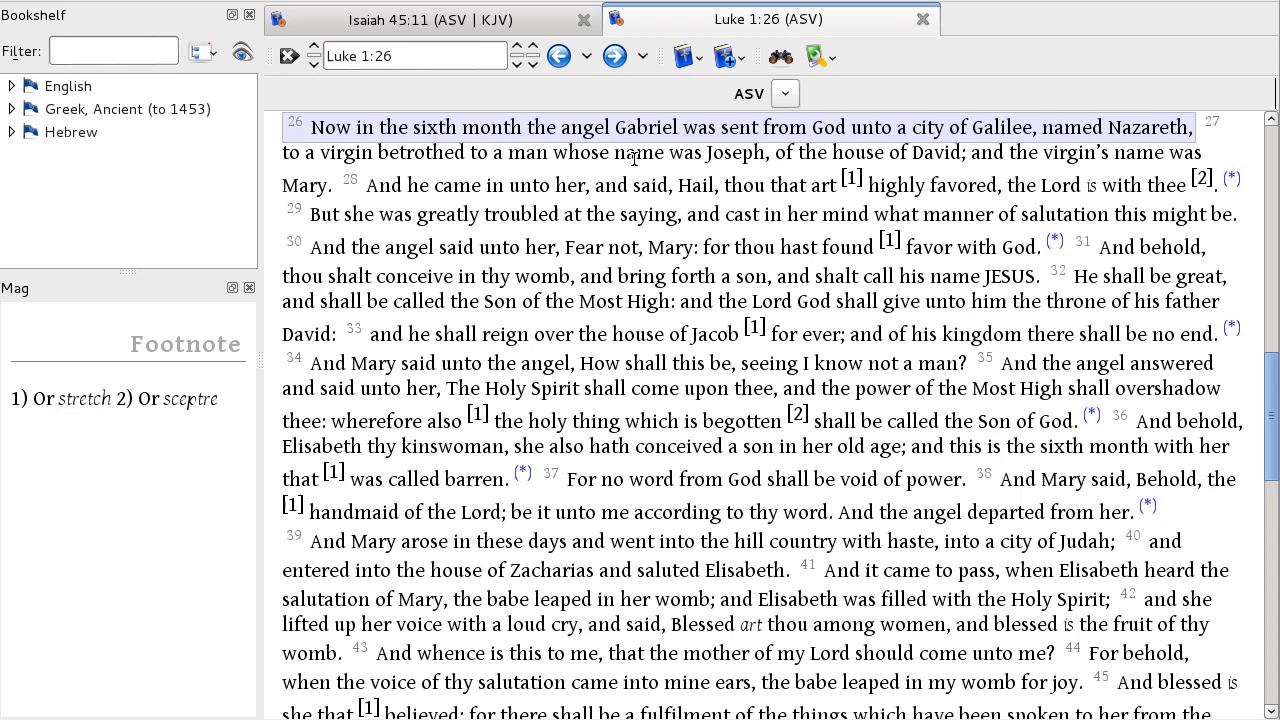 Bookshelf
Isaiah 45:11 (ASV | KJV)
Luke 1:26 (ASV)
Filter:
Luke 1:26
English
Greek, Ancient (to 1453)
Hebrew
ASV
Mag
Footnote
1) Or stretch 2) Or sceptre
26 Now in the sixth month the angel Gabriel was sent from God unto a city of Galilee, named Nazareth, 27
to a virgin betrothed to a man whose name was Joseph, of the house of David; and the virgin’s name was
Mary. 28 And he came in unto her, and said, Hail, thou that art [1] highly favored, the Lord is with thee [2]. (*)
29 But she was greatly troubled at the saying, and cast in her mind what manner of salutation this might be.
30 And the angel said unto her, Fear not, Mary: for thou hast found [1] favor with God. (*) 31 And behold,
thou shalt conceive in thy womb, and bring forth a son, and shalt call his name JESUS. 32 He shall be great,
and shall be called the Son of the Most High: and the Lord God shall give unto him the throne of his father
David: 33 and he shall reign over the house of Jacob [1] for ever; and of his kingdom there shall be no end. (*)
34 And Mary said unto the angel, How shall this be, seeing I know not a man? 35 And the angel answered
and said unto her, The Holy Spirit shall come upon thee, and the power of the Most High shall overshadow
thee: wherefore also [1] the holy thing which is begotten [2] shall be called the Son of God. (*) 36 And behold,
Elisabeth thy kinswoman, she also hath conceived a son in her old age; and this is the sixth month with her
that [1] was called barren. (*) 37 For no word from God shall be void of power. 38 And Mary said, Behold, the
[1] handmaid of the Lord; be it unto me according to thy word. And the angel departed from her. (*)
39 And Mary arose in these days and went into the hill country with haste, into a city of Judah; 40 and
entered into the house of Zacharias and saluted Elisabeth. 41 And it came to pass, when Elisabeth heard the
salutation of Mary, the babe leaped in her womb; and Elisabeth was filled with the Holy Spirit; 42 and she
lifted up her voice with a loud cry, and said, Blessed art thou among women, and blessed is the fruit of thy
womb. 43 And whence is this to me, that the mother of my Lord should come unto me? 44 For behold,
when the voice of thy salutation came into mine ears, the babe leaped in my womb for joy. 45 And blessed is
she that [1] believed; for there shall be a fulfilment of the things which have been spoken to her from the